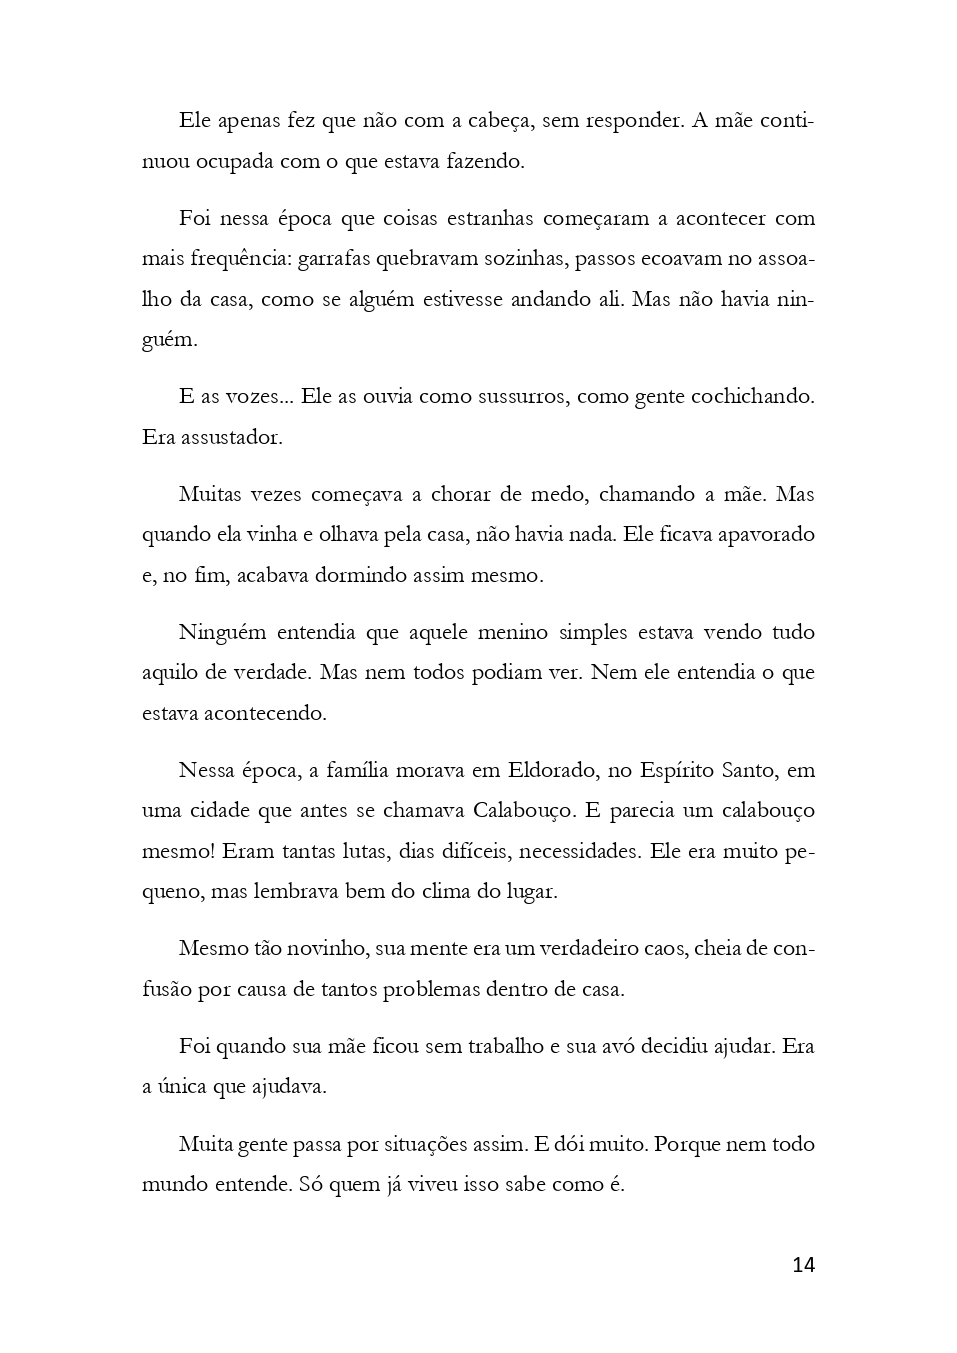 Ele apenas fez que não com a cabeça, sem responder. A mãe conti-
nuou ocupada com o que estava fazendo.
Foi nessa época que coisas estranhas começaram a acontecer com
mais frequência: garrafas quebravam sozinhas, passos ecoavam no assoa-
lho da casa, como se alguém estivesse andando ali. Mas não havia nin-
guém.
E as vozes... Ele as ouvia como sussurros, como gente cochichando.
Era assustador.
Muitas vezes começava a chorar de medo, chamando a mãe. Mas
quando ela vinha e olhava pela casa, não havia nada. Ele ficava apavorado
e, no fim, acabava dormindo assim mesmo.
Ninguém entendia que aquele menino simples estava vendo tudo
aquilo de verdade. Mas nem todos podiam ver. Nem ele entendia o que
estava acontecendo.
Nessa época, a família morava em Eldorado, no Espírito Santo, em
uma cidade que antes se chamava Calabouço. E parecia um calabouço
mesmo! Eram tantas lutas, dias difíceis, necessidades. Ele era muito pe-
queno, mas lembrava bem do clima do lugar.
Mesmo tão novinho, sua mente era um verdadeiro caos, cheia de con-
fusão por causa de tantos problemas dentro de casa.
Foi quando sua mãe ficou sem trabalho e sua avó decidiu ajudar. Era
a única que ajudava.
Muita gente passa por situações assim. E dói muito. Porque nem todo
mundo entende. Só quem já viveu isso sabe como é.
14